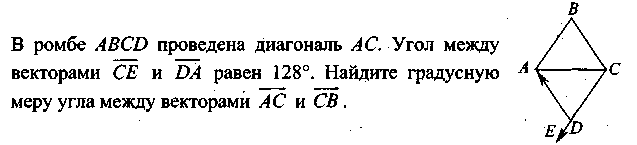 В ромбе ABCD проведена диагональ AC. Угол между
векторами CE и DA равен 128°. Найдите градусную
меру угла между векторами AC и CB.
B
A
C
E
D